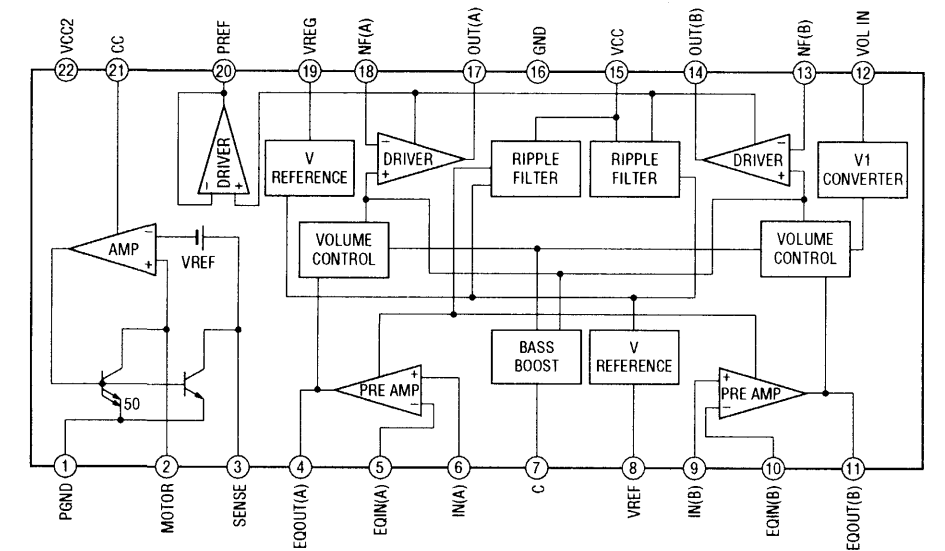 VCC2
CC
PREF
VREG
NF(A)
OUT(A)
GND
VCC
OUT(B)
NF(B)
VOL IN
22
21
20
19
18
17
16
15
14
13
12
DRIVER
- +
V
REFERENCE
-
DRIVER
+
RIPPLE
FILTER
RIPPLE
FILTER
-
DRIVER
+
V1
CONVERTER
AMP
-
+
VREF
VOLUME
CONTROL
VOLUME
CONTROL
50
PRE AMP
+
-
BASS
BOOST
V
REFERENCE
+
PRE AMP
-
1
2
3
4
5
6
7
8
9
10
11
PGND
MOTOR
SENSE
EQOUT(A)
EQIN(A)
IN(A)
C
VREF
IN(B)
EQIN(B)
EQOUT(B)